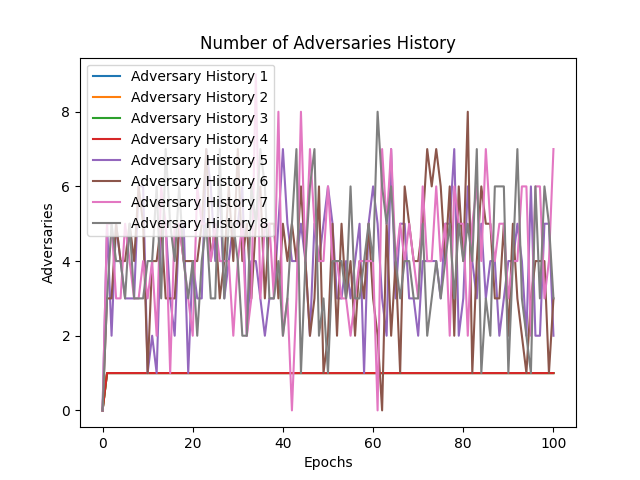 Number of Adversaries History
Adversary History 1
Adversary History 2
Adversary History 3
Adversary History 4
Adversary History 5
Adversary History 6
Adversary History 7
Adversary History 8
Adversaries
8
6
4
2
0
0 20 40 60 80 100
Epochs